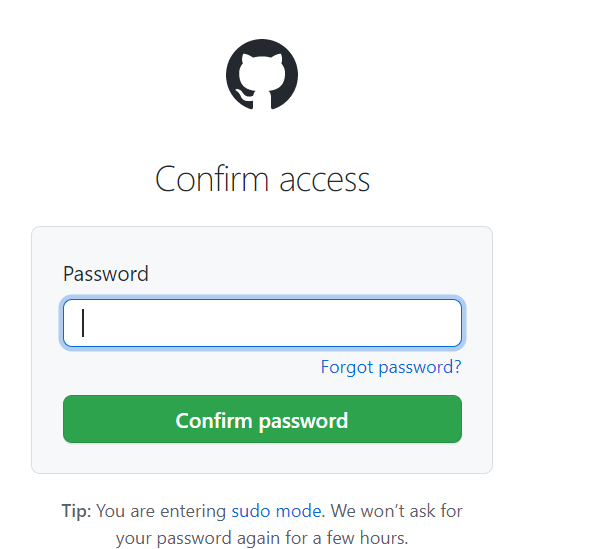 Confirm access
Password
Forgot password?
Confirm password
Tip: You are entering sudo mode. We won’t ask for
your password again for a few hours.